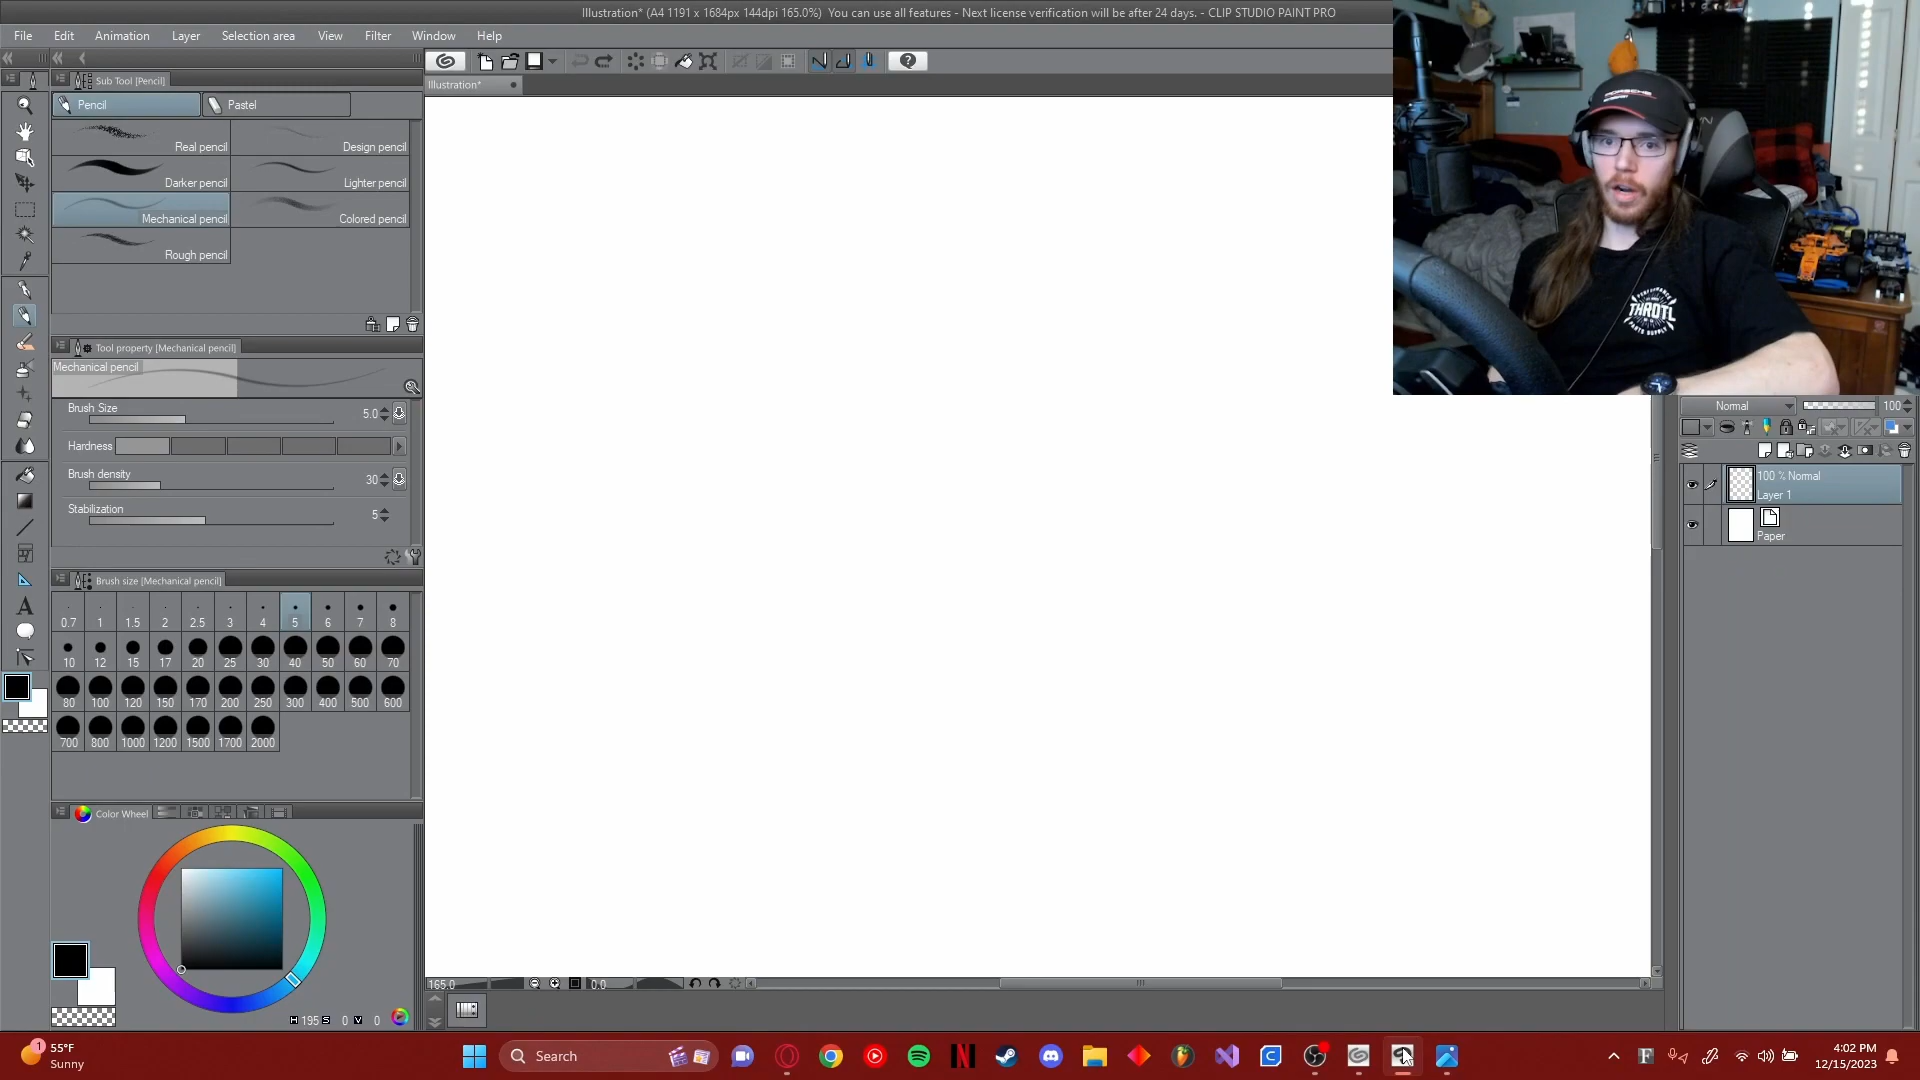 Illustration* (A4 1191 x 1684px 144dpi 165.0%)  You can use all features - Next license verification will be after 24 days. - CLIP STUDIO PAINT PRO
File Edit Animation Layer Selection area View Filter Window Help
Illustration*
Sub Tool [Pencil]
Pencil Pastel
Real pencil Design pencil
Darker pencil Lighter pencil
Mechanical pencil Colored pencil
Rough pencil
Tool property [Mechanical pencil]
Mechanical pencil
Brush Size 5.0
Hardness
Brush density 30
Stabilization 5
Brush size [Mechanical pencil]
0.7 1 1.5 2 2.5 3 4 5 6 7 8
10 12 15 17 20 25 30 40 50 60 70
80 100 120 150 170 200 250 300 400 500 600
700 800 1000 1200 1500 1700 2000
Color Wheel
H 195 S 0 V 0
165.0 0.0
PORSCHE
THROTL
Normal 100
100 % Normal
Layer 1
Paper
1
55°F
Sunny
Search
4:02 PM
12/15/2023